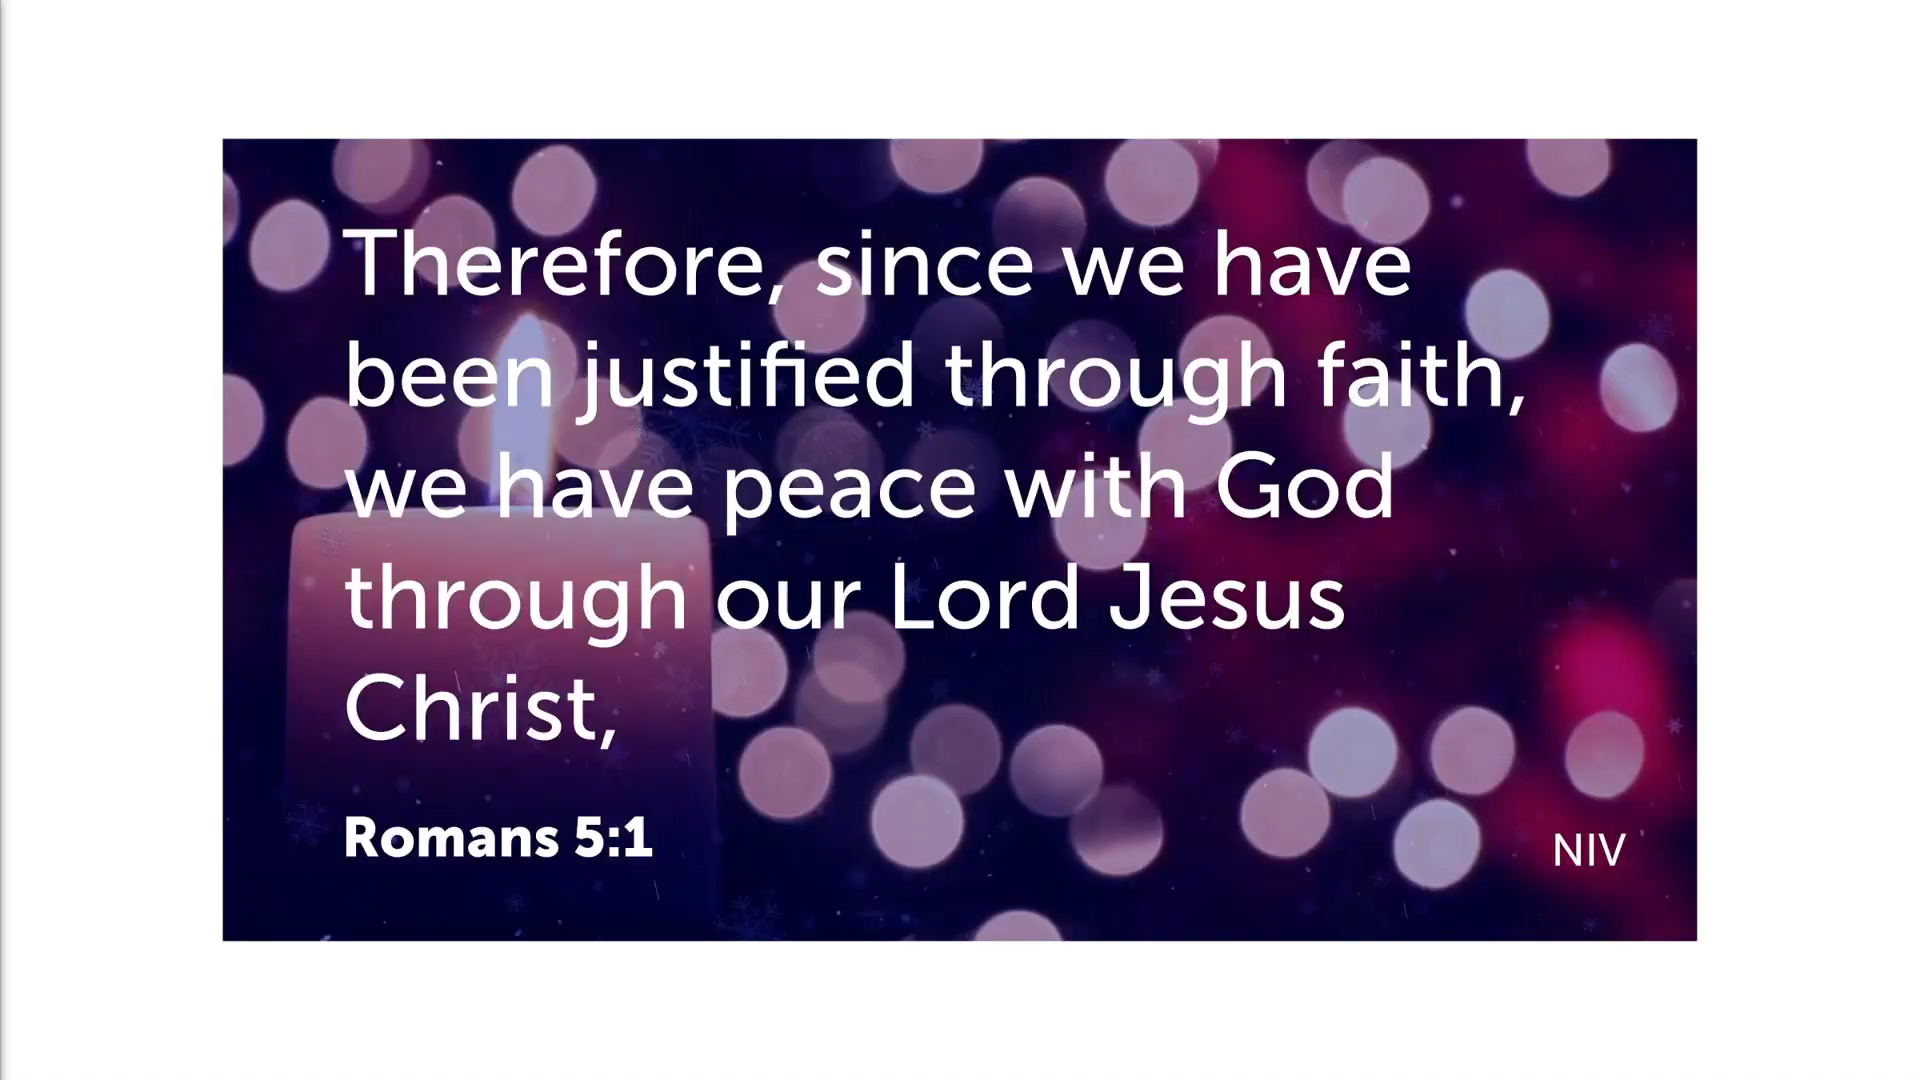 Therefore, since we have
been justified through faith,
we have peace with God
through our Lord Jesus
Christ,
Romans 5:1
NIV